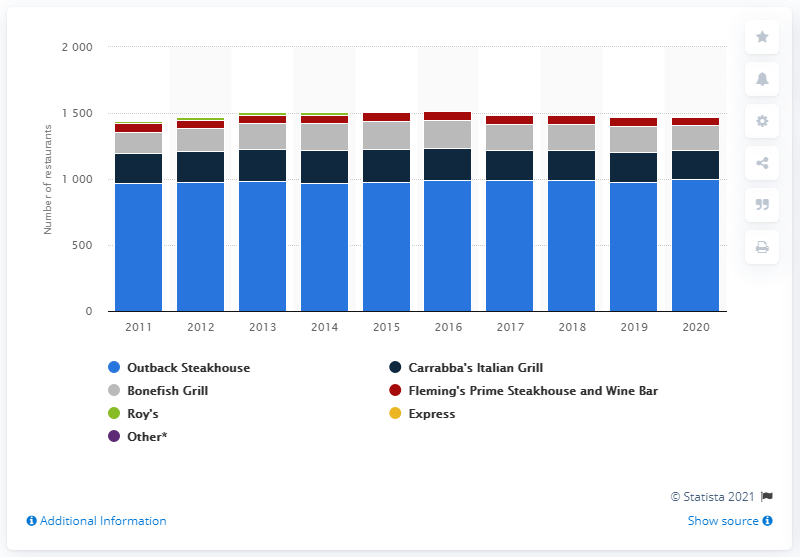 2 000
1 500
1 000
500
0
Number of restaurants
2011 2012 2013 2014 2015 2016 2017 2018 2019 2020
Outback Steakhouse Carrabba's Italian Grill
Bonefish Grill Fleming's Prime Steakhouse and Wine Bar
Roy's Express
Other*
© Statista 2021
Additional Information Show source